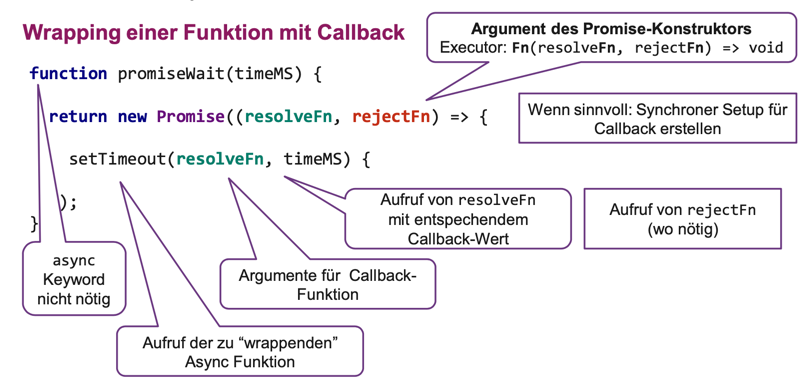 Wrapping einer Funktion mit Callback
Argument des Promise-Konstruktors
Executor: Fn(resolveFn, rejectFn) => void
function promiseWait(timeMS) {
return new Promise((resolveFn, rejectFn) => {
Wenn sinnvoll: Synchroner Setup für
Callback erstellen
setTimeout(resolveFn, timeMS) {
);
}
Aufruf von resolveFn
mit entspechendem
Callback-Wert
Aufruf von rejectFn
(wo nötig)
async
Keyword
nicht nötig
Argumente für Callback-
Funktion
Aufruf der zu “wrappenden”
Async Funktion